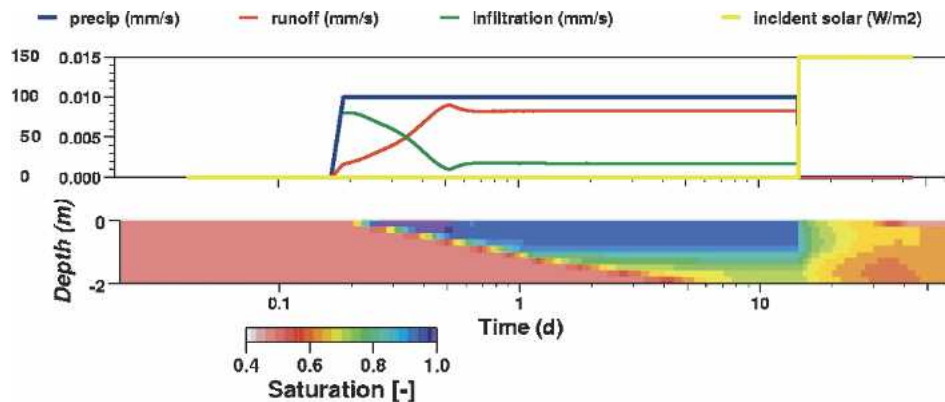 precip (mm/s) runoff (mm/s) infiltration (mm/s) incident solar (W/m2)
150 0.015
100 0.010
50 0.005
0 0.000
Depth (m)
0
-2
0.1 1 10
Time (d)
0.4 0.6 0.8 1.0
Saturation [-]